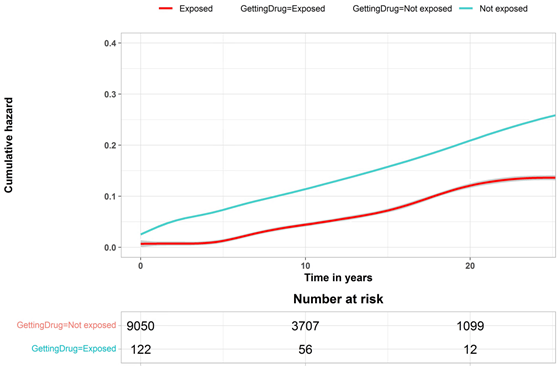 Exposed GettingDrug=Exposed GettingDrug=Not exposed Not exposed
0.4
0.3
0.2
0.1
0.0
Cumulative hazard
0 10 20
Time in years
Number at risk
GettingDrug=Not exposed 9050 3707 1099
GettingDrug=Exposed 122 56 12